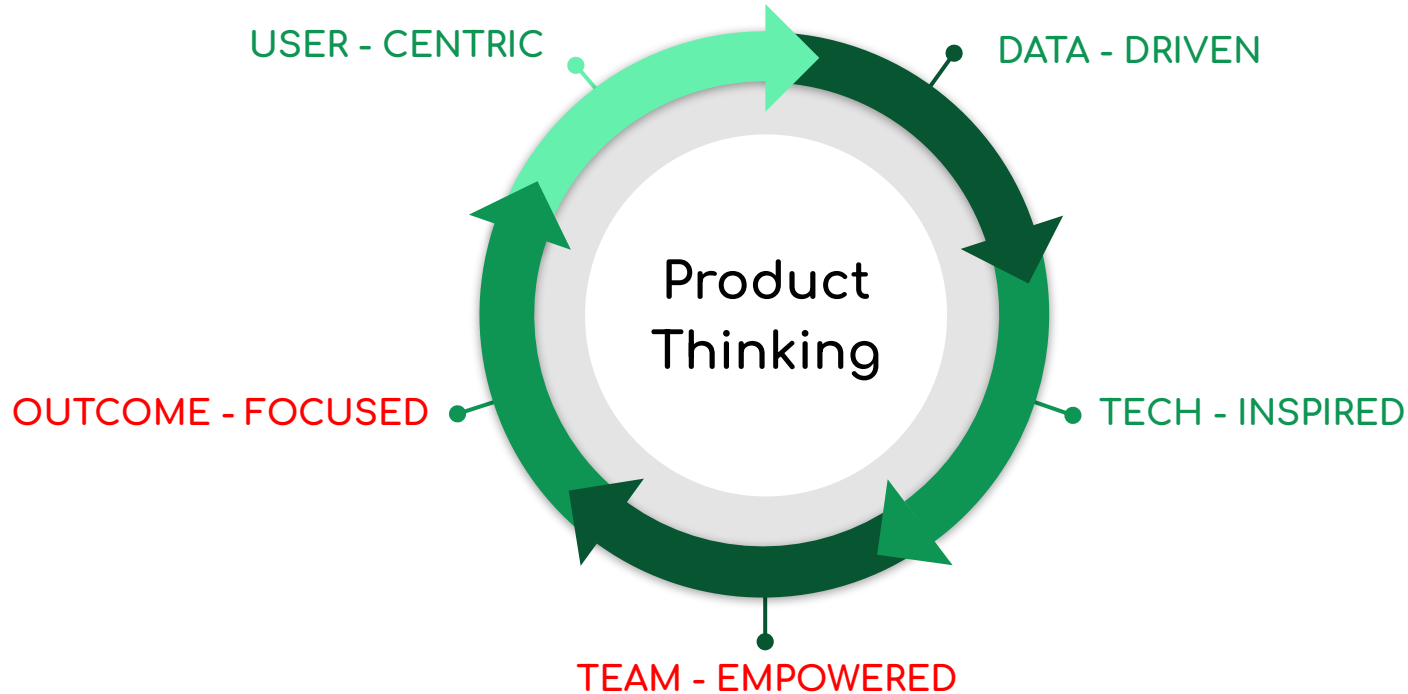 USER - CENTRIC
DATA - DRIVEN
Product
Thinking
OUTCOME - FOCUSED
TECH - INSPIRED
TEAM - EMPOWERED